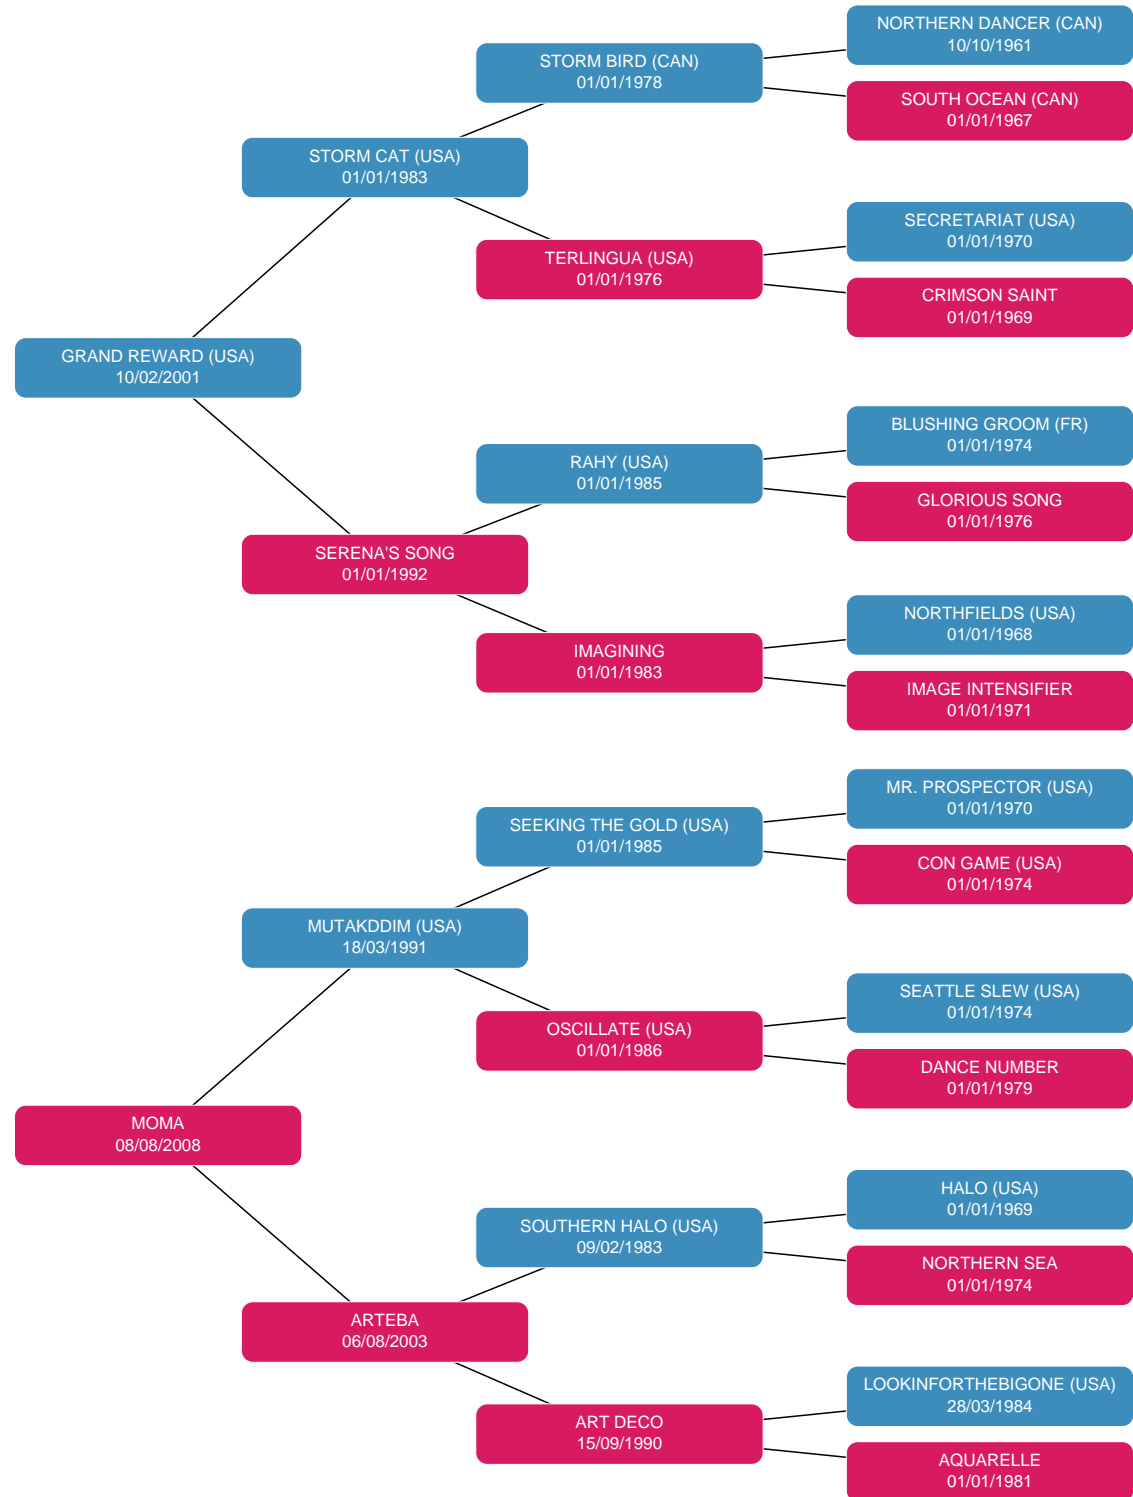 NORTHERN DANCER (CAN)
10/10/1961
STORM BIRD (CAN)
01/01/1978
SOUTH OCEAN (CAN)
01/01/1967
STORM CAT (USA)
01/01/1983
SECRETARIAT (USA)
01/01/1970
TERLINGUA (USA)
01/01/1976
CRIMSON SAINT
01/01/1969
GRAND REWARD (USA)
10/02/2001
BLUSHING GROOM (FR)
01/01/1974
RAHY (USA)
01/01/1985
GLORIOUS SONG
01/01/1976
SERENA'S SONG
01/01/1992
NORTHFIELDS (USA)
01/01/1968
IMAGINING
01/01/1983
IMAGE INTENSIFIER
01/01/1971
MR. PROSPECTOR (USA)
01/01/1970
SEEKING THE GOLD (USA)
01/01/1985
CON GAME (USA)
01/01/1974
MUTAKDDIM (USA)
18/03/1991
SEATTLE SLEW (USA)
01/01/1974
OSCILLATE (USA)
01/01/1986
DANCE NUMBER
01/01/1979
MOMA
08/08/2008
HALO (USA)
01/01/1969
SOUTHERN HALO (USA)
09/02/1983
NORTHERN SEA
01/01/1974
ARTEBA
06/08/2003
LOOKINFORTHEBIGONE (USA)
28/03/1984
ART DECO
15/09/1990
AQUARELLE
01/01/1981